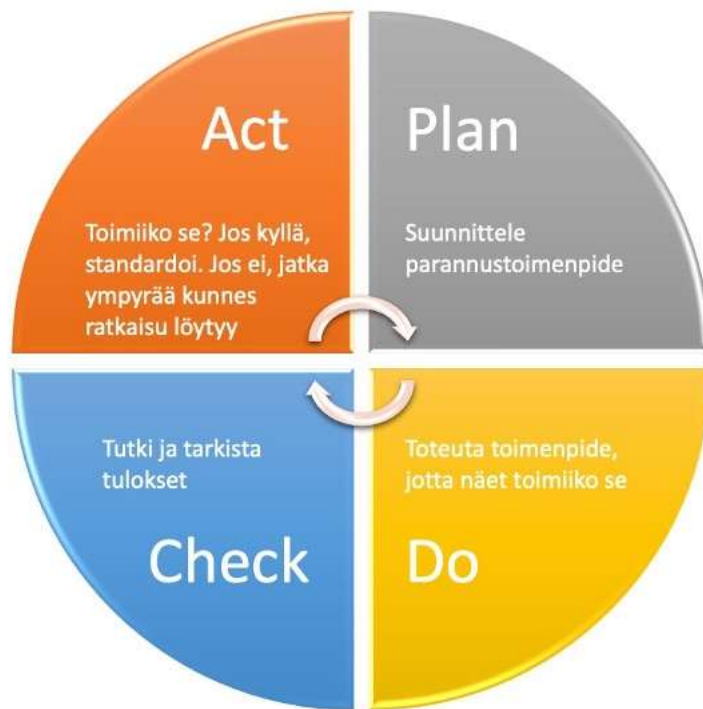 Act
Toimiiko se? Jos kyllä,
standardoi. Jos ei, jatka
ympyrää kunnes
ratkaisu löytyy
Plan
Suunnittele
parannustoimenpide
Tutki ja tarkista
tulokset
Check
Toteuta toimenpide,
jotta näet toimiiko se
Do